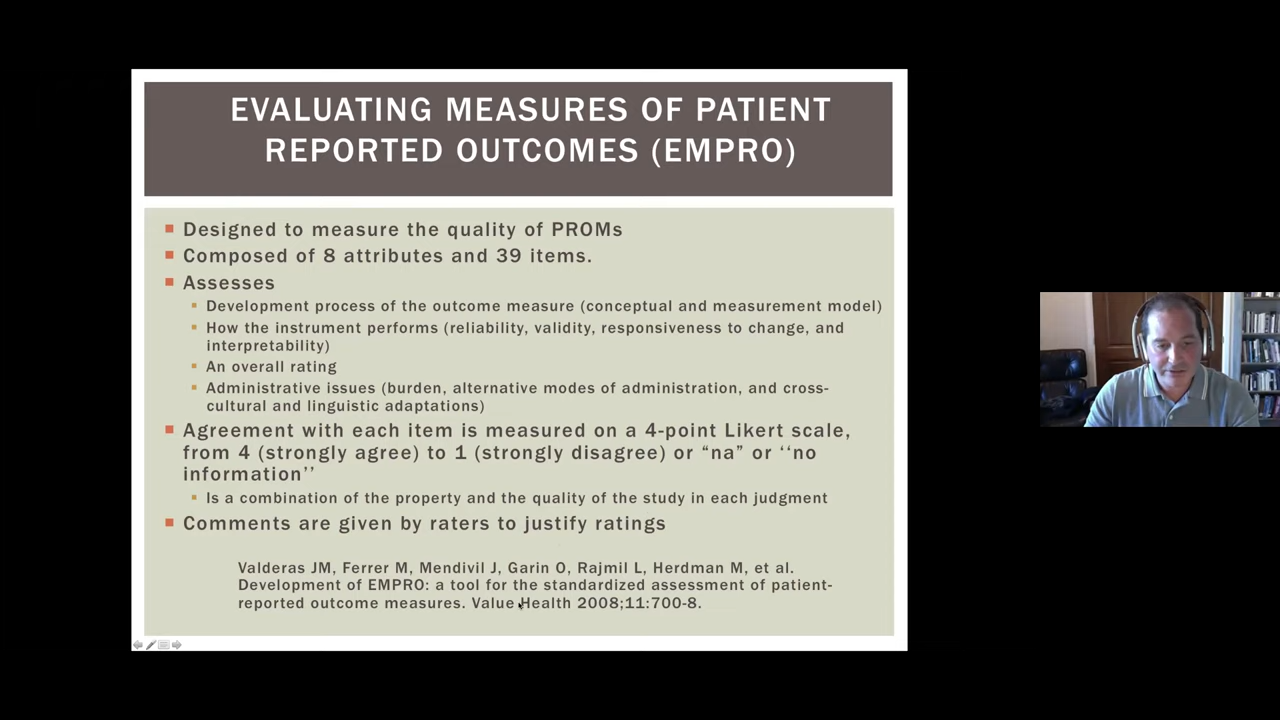 EVALUATING MEASURES OF PATIENT
REPORTED OUTCOMES (EMPRO)
Designed to measure the quality of PROMs
Composed of 8 attributes and 39 items.
Assesses
Development process of the outcome measure (conceptual and measurement model)
How the instrument performs (reliability, validity, responsiveness to change, and
interpretability)
An overall rating
Administrative issues (burden, alternative modes of administration, and cross-
cultural and linguistic adaptations)
Agreement with each item is measured on a 4-point Likert scale,
from 4 (strongly agree) to 1 (strongly disagree) or “na” or ‘‘no
information’’
Is a combination of the property and the quality of the study in each judgment
Comments are given by raters to justify ratings
Valderas JM, Ferrer M, Mendivil J, Garin O, Rajmil L, Herdman M, et al.
Development of EMPRO: a tool for the standardized assessment of patient-
reported outcome measures. Value Health 2008;11:700-8.